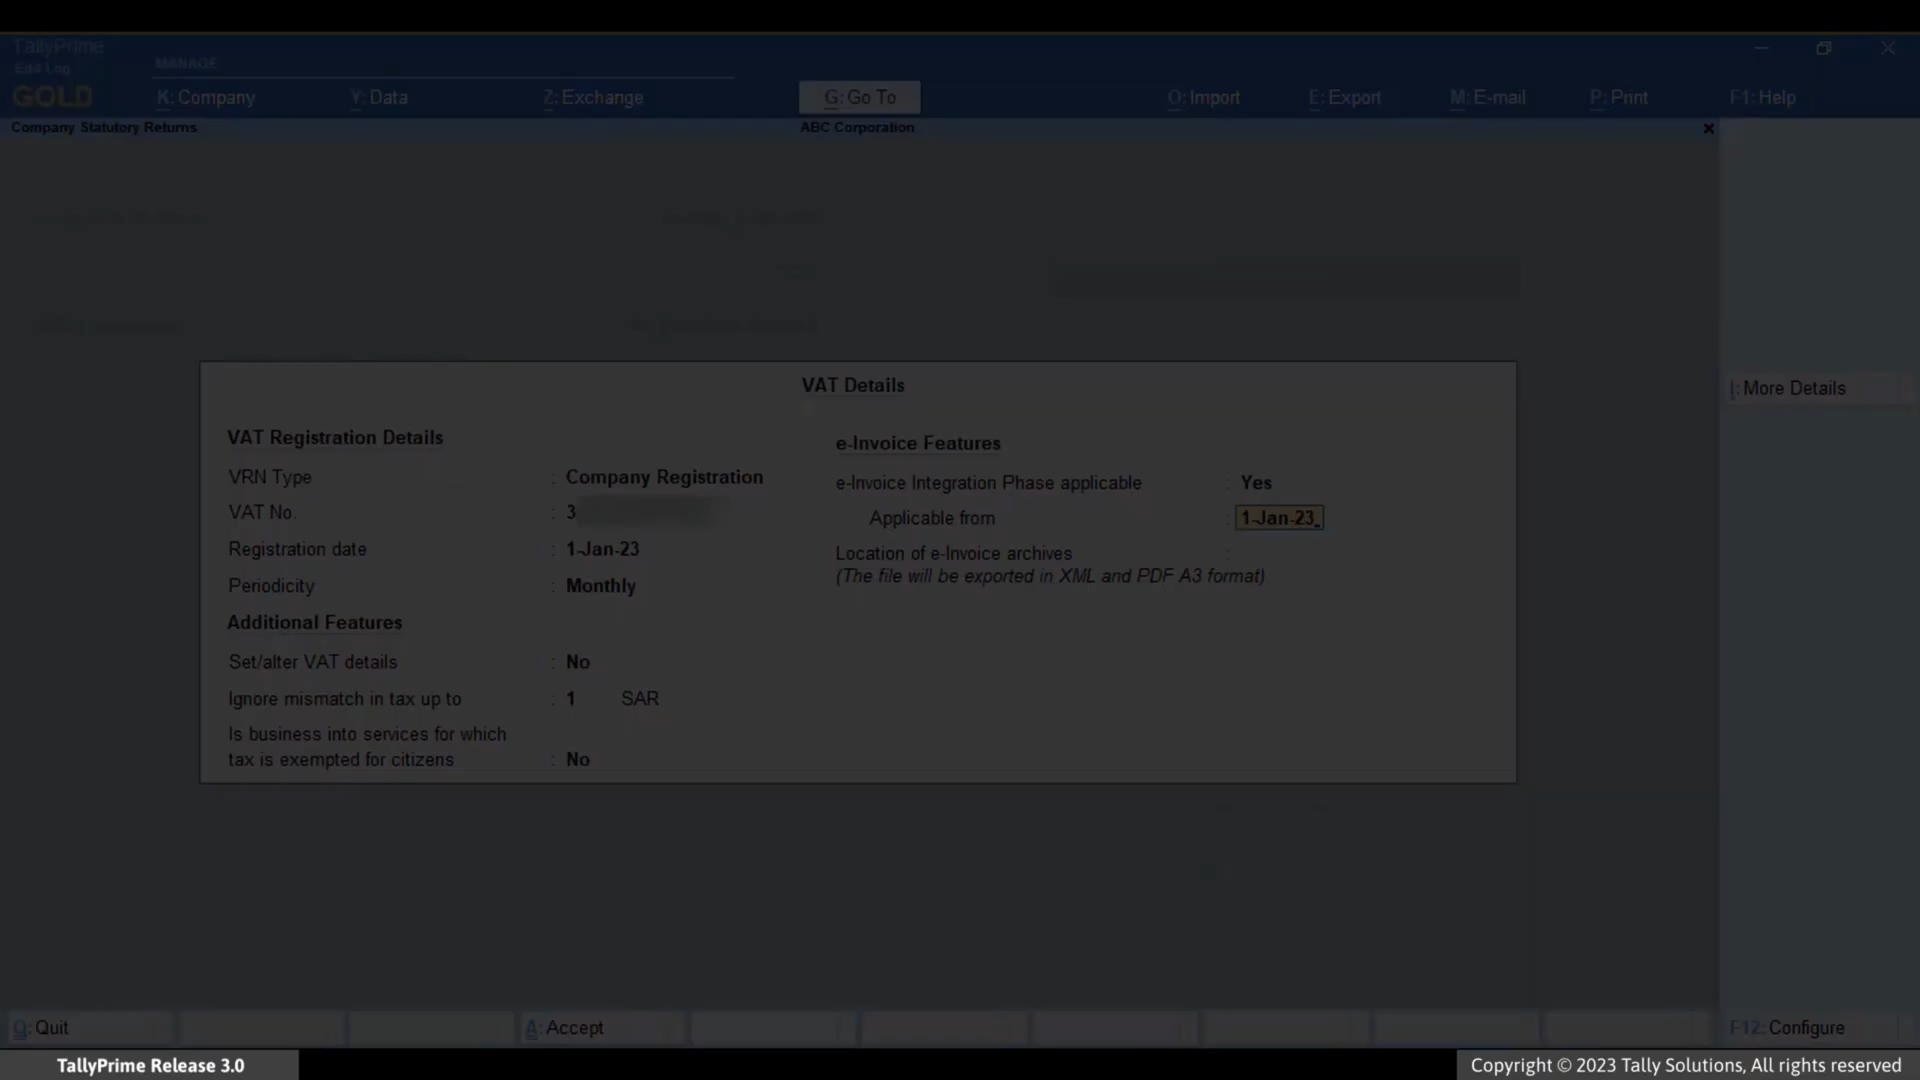 TallyPrime
Edit Log
GOLD
MANAGE
K: Company
Y: Data
Z: Exchange
G: Go To
O: Import
E: Export
M: E-mail
P: Print
F1: Help
Company Statutory Returns
ABC Corporation
VAT Details
VAT Registration Details
VRN Type : Company Registration
VAT No. : 3
Registration date : 1-Jan-23
Periodicity : Monthly
Additional Features
Set/alter VAT details : No
Ignore mismatch in tax up to : 1 SAR
Is business into services for which
tax is exempted for citizens : No
e-Invoice Features
e-Invoice Integration Phase applicable : Yes
Applicable from : 1-Jan-23
Location of e-Invoice archives :
(The file will be exported in XML and PDF A3 format)
I: More Details
Q: Quit
A: Accept
F12: Configure
TallyPrime Release 3.0
Copyright © 2023 Tally Solutions, All rights reserved